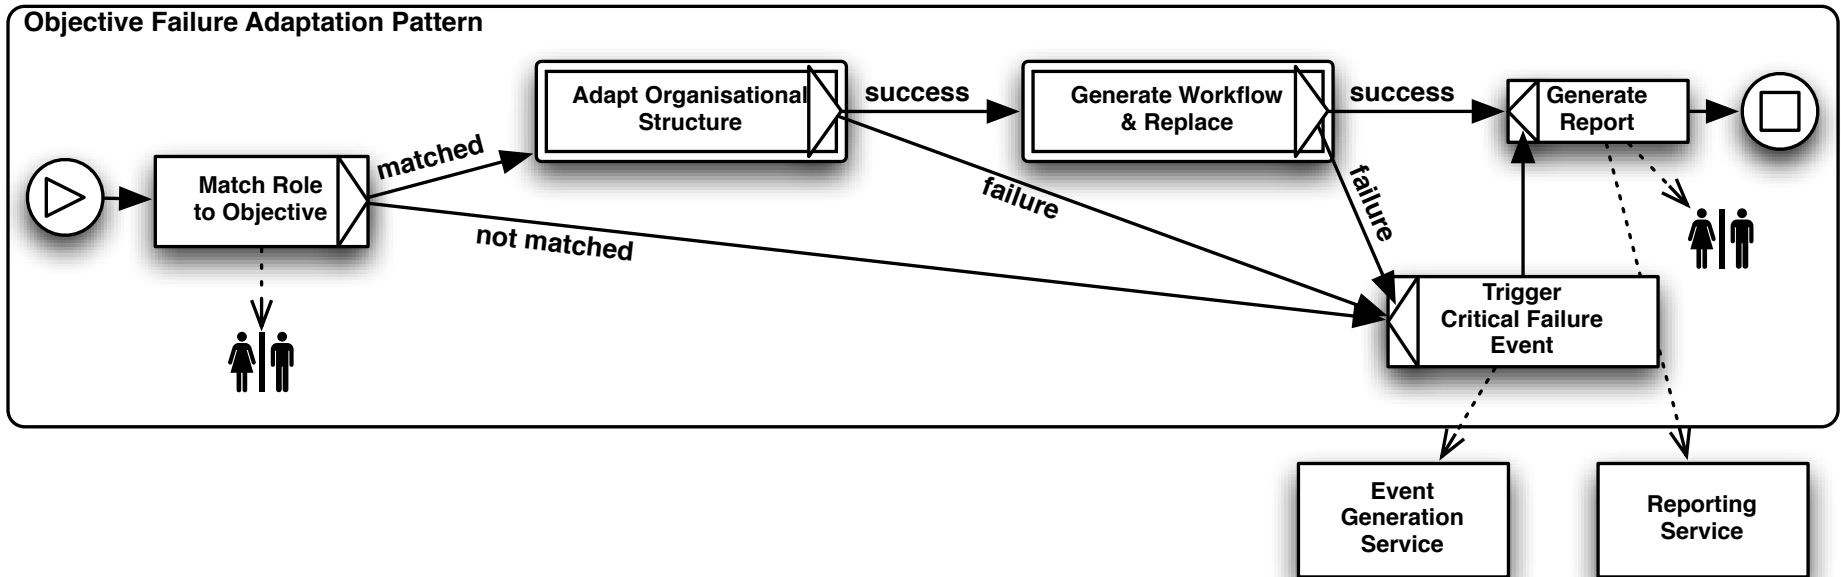 Objective Failure Adaptation Pattern
Adapt Organisational
Structure
success
Generate Workflow
& Replace
success
Generate
Report
matched
Match Role
to Objective
failure
failure
not matched
Trigger
Critical Failure
Event
Event
Generation
Service
Reporting
Service